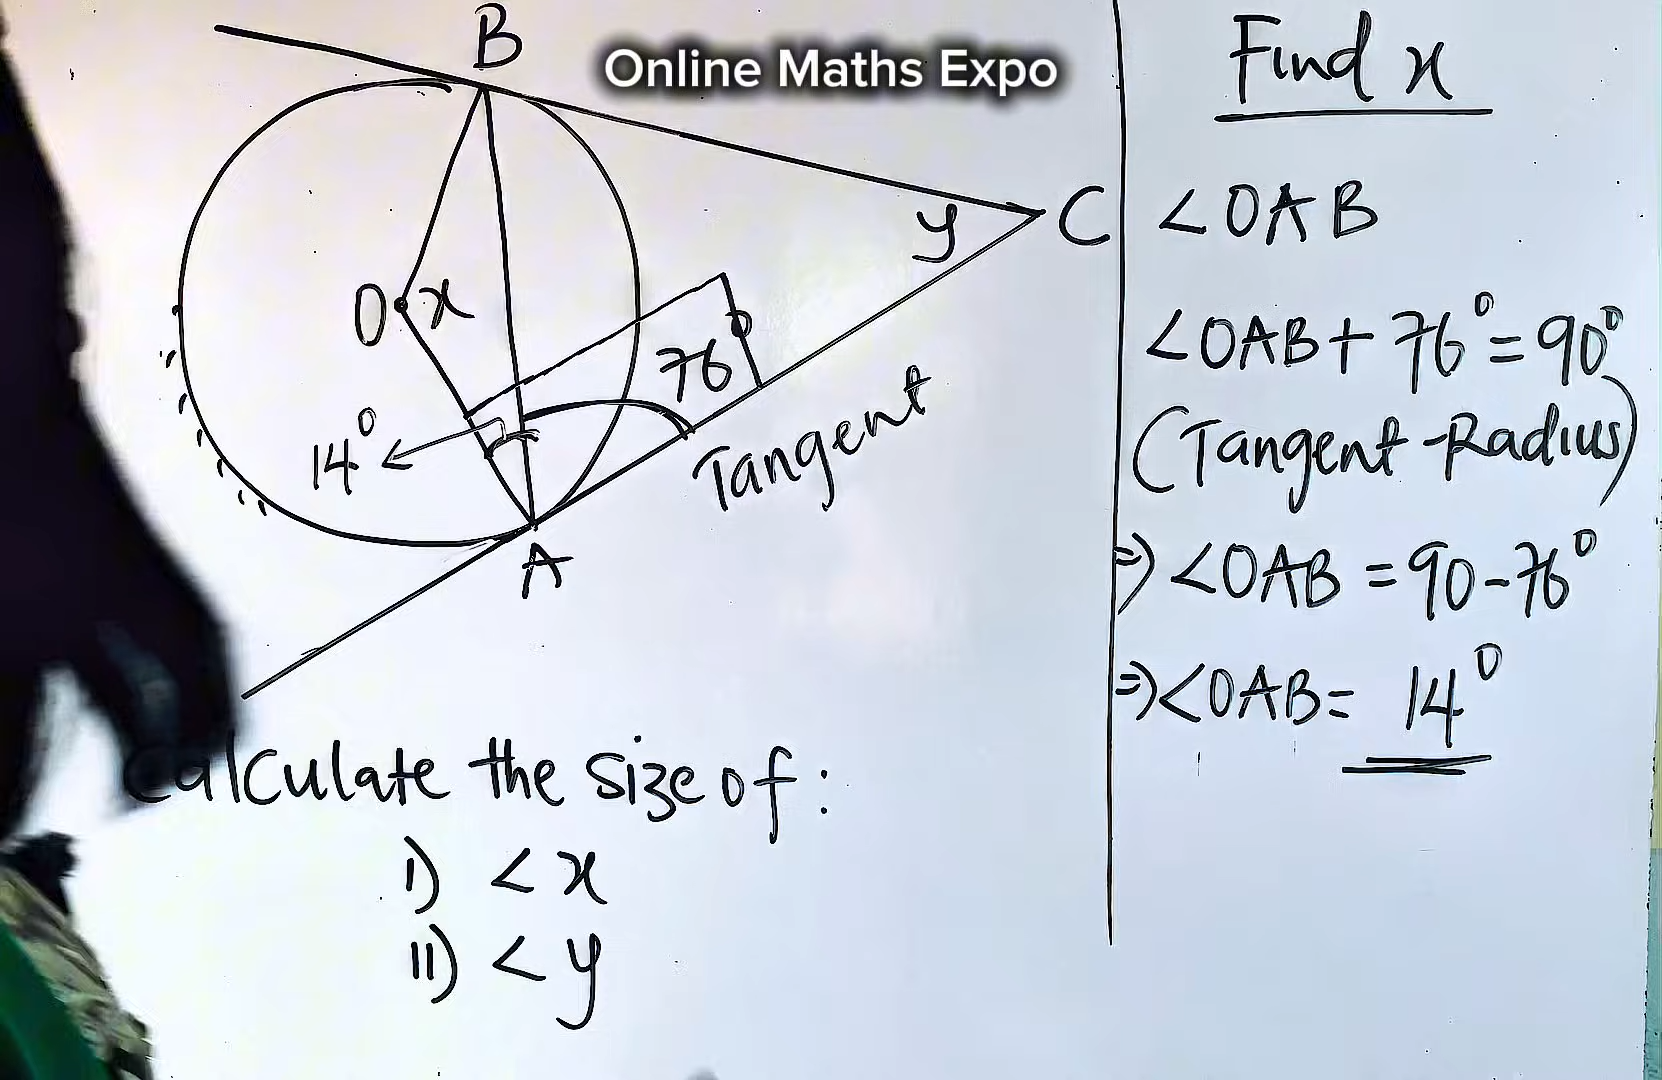 Online Maths Expo
B
C
y
O
x
76°
14°
Tangent
A
Calculate the size of:
i) <x
ii) <y
Find x
<OAB
<OAB + 76° = 90°
(Tangent-Radius)
=> <OAB = 90-76°
=> <OAB = 14°